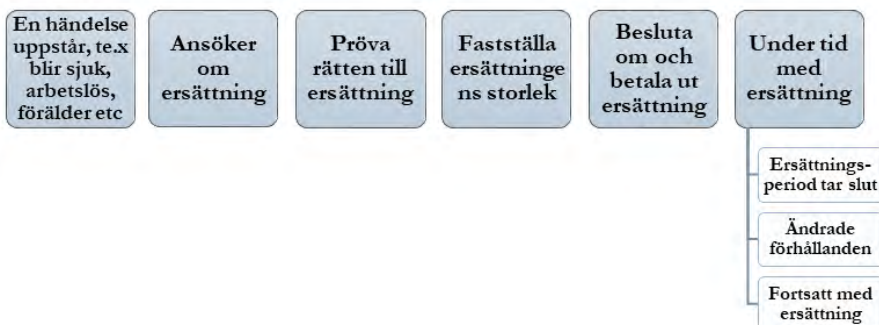 En händelse
uppstår, te.x
blir sjuk,
arbetslös,
förälder etc
Ansöker
om
ersättning
Pröva
rätten till
ersättning
Fastställa
ersättninge
ns storlek
Besluta
om och
betala ut
ersättning
Under tid
med
ersättning
Ersättnings-
period tar slut
Ändrade
förhållanden
Fortsatt med
ersättning